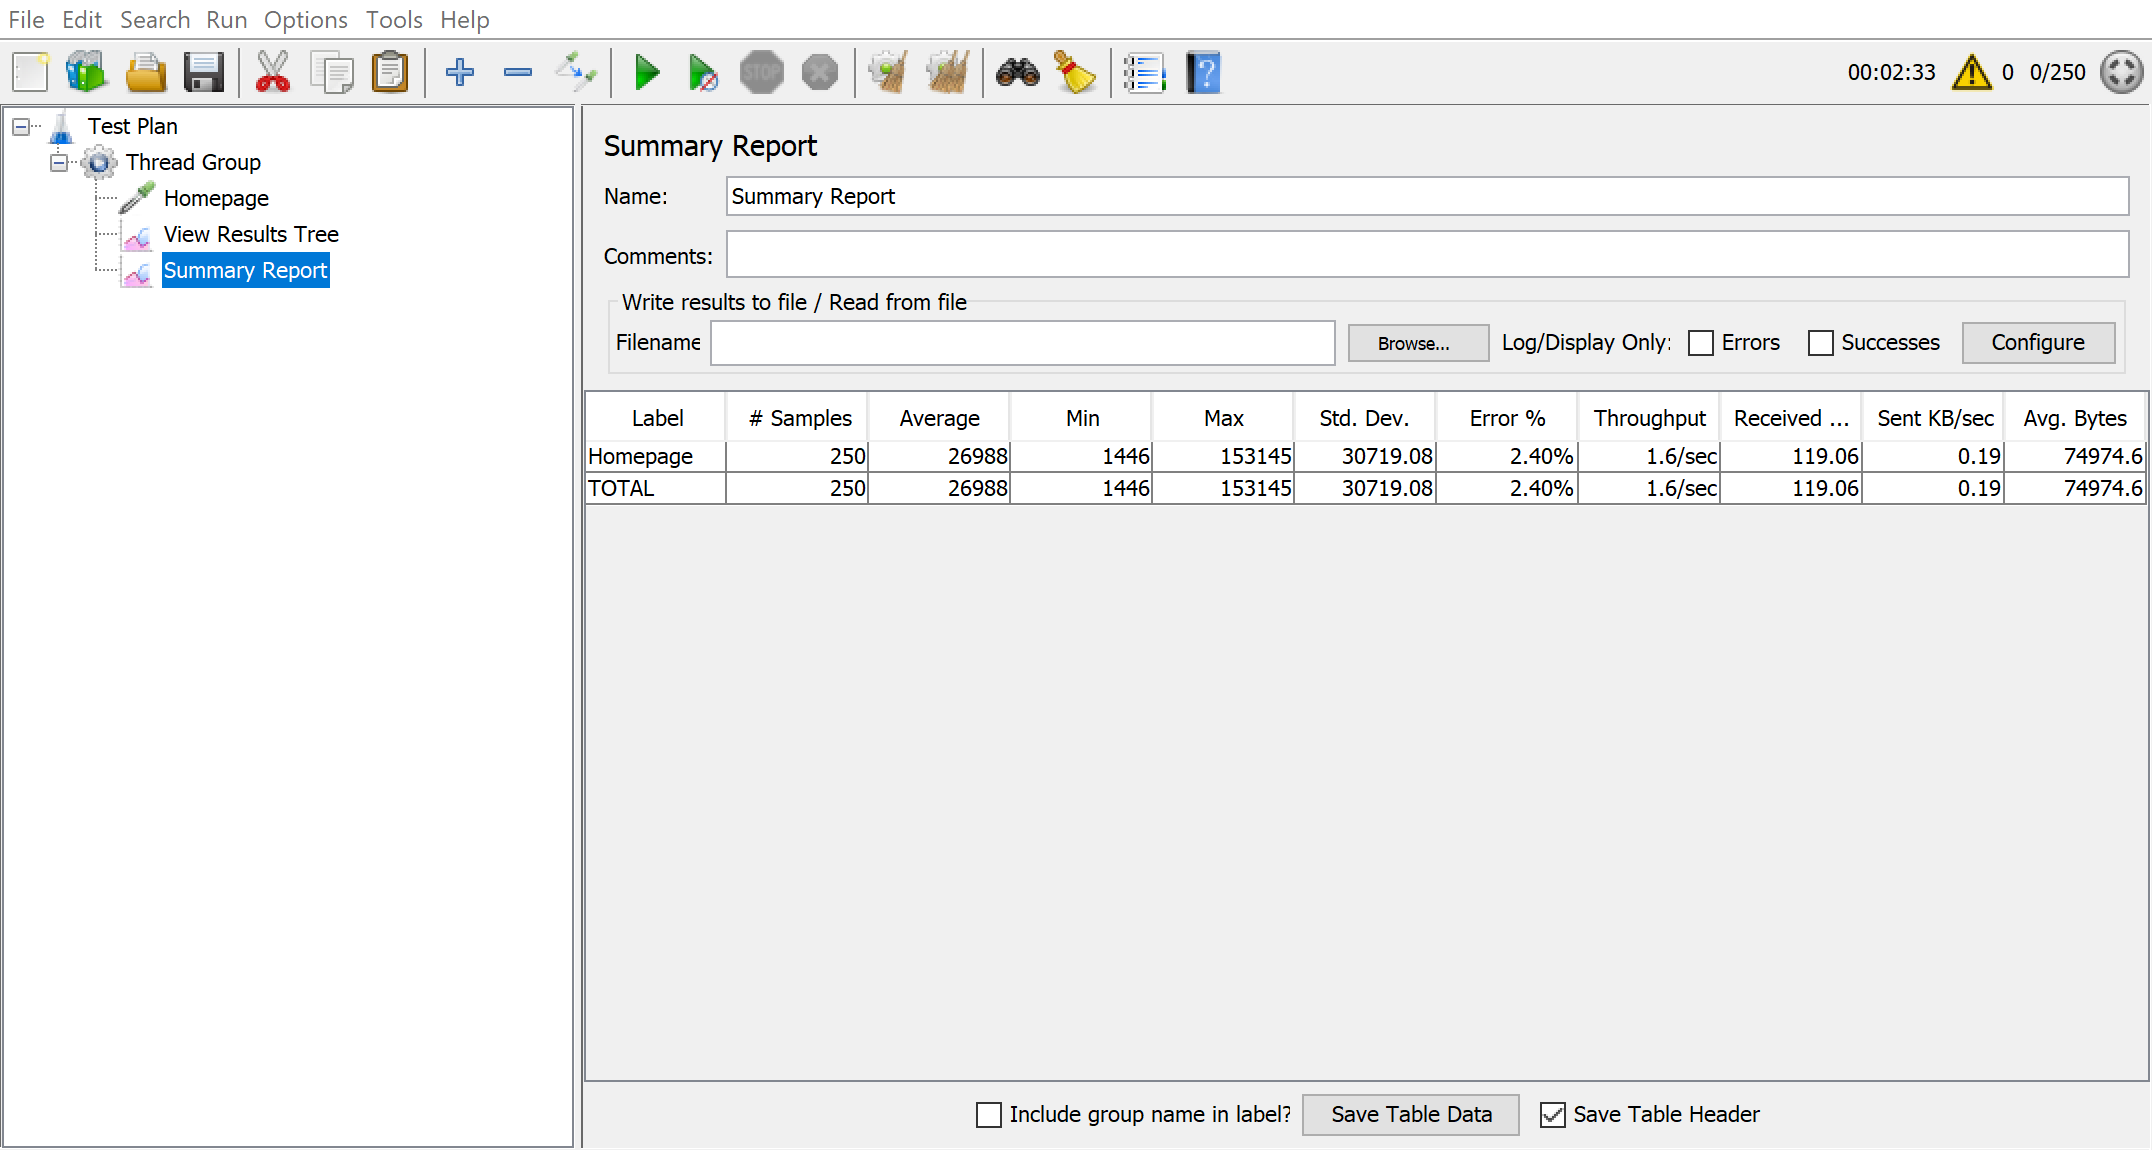 File Edit Search Run Options Tools Help
STOP
00:02:33 0 0/250
Test Plan
Thread Group
Homepage
View Results Tree
Summary Report
Summary Report
Name: Summary Report
Comments:
Write results to file / Read from file
Filename Browse... Log/Display Only: Errors Successes Configure
Label # Samples Average Min Max Std. Dev. Error % Throughput Received ... Sent KB/sec Avg. Bytes
Homepage 250 26988 1446 153145 30719.08 2.40% 1.6/sec 119.06 0.19 74974.6
TOTAL 250 26988 1446 153145 30719.08 2.40% 1.6/sec 119.06 0.19 74974.6
Include group name in label? Save Table Data Save Table Header